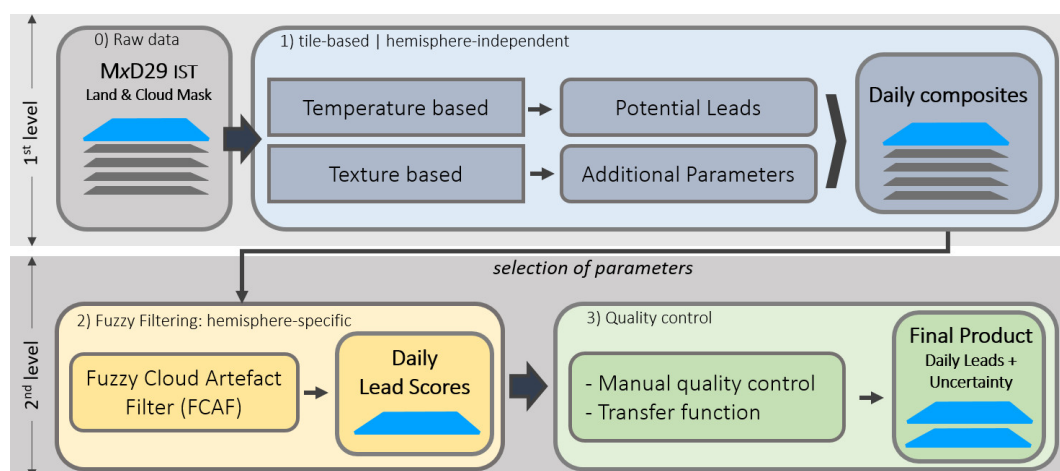 1st level
0) Raw data
MxD29 IST
Land & Cloud Mask
1) tile-based | hemisphere-independent
Temperature based
Potential Leads
Texture based
Additional Parameters
Daily composites
selection of parameters
2nd level
2) Fuzzy Filtering: hemisphere-specific
Fuzzy Cloud Artefact
Filter (FCAF)
Daily
Lead Scores
3) Quality control
- Manual quality control
- Transfer function
Final Product
Daily Leads +
Uncertainty